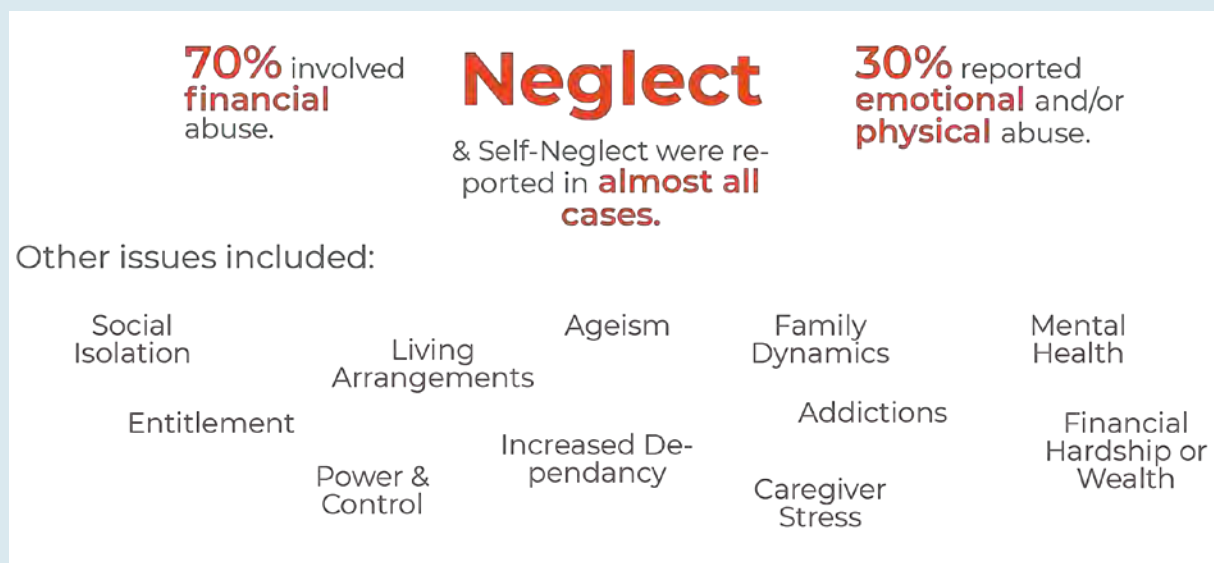 70% involved
financial
abuse.
Neglect
& Self-Neglect were re-
ported in almost all
cases.
30% reported
emotional and/or
physical abuse.
Other issues included:
Social
Isolation
Living
Arrangements
Ageism
Family
Dynamics
Mental
Health
Entitlement
Power &
Control
Increased De-
pendancy
Addictions
Caregiver
Stress
Financial
Hardship or
Wealth